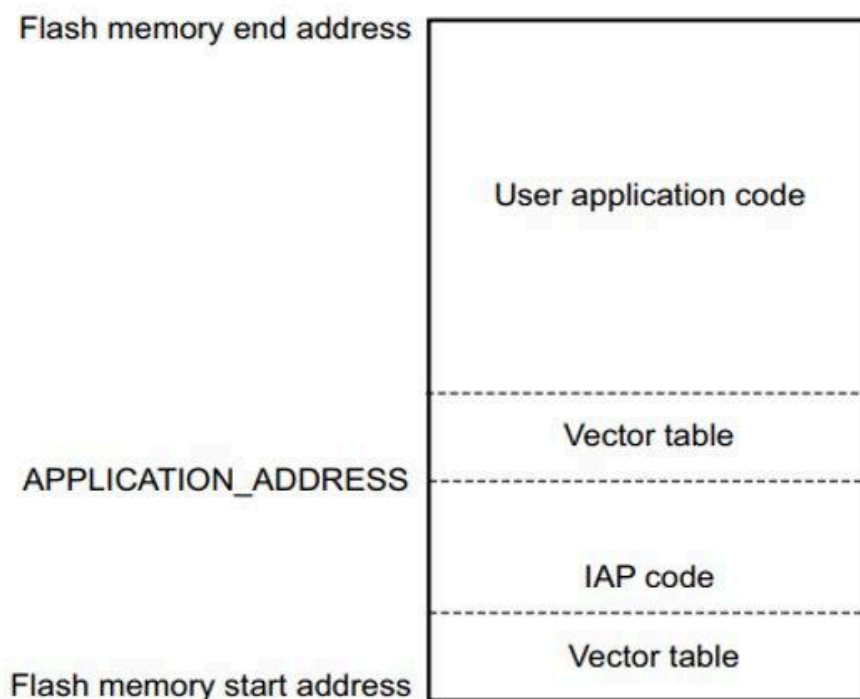 Flash memory end address
User application code
Vector table
APPLICATION_ADDRESS
IAP code
Vector table
Flash memory start address